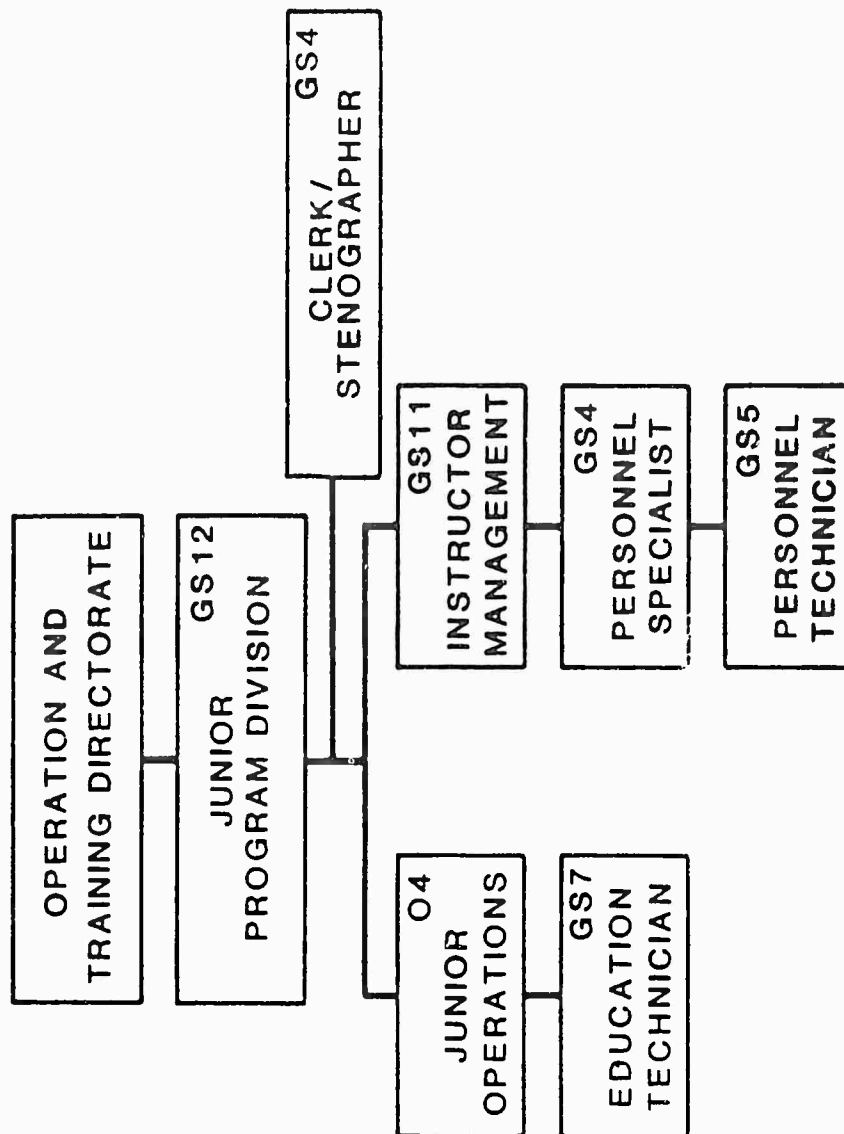 OPERATION AND
TRAINING DIRECTORATE
GS12
JUNIOR
PROGRAM DIVISION
GS4
CLERK/
STENOGRAPHER
O4
JUNIOR
OPERATIONS
GS7
EDUCATION
TECHNICIAN
GS11
INSTRUCTOR
MANAGEMENT
GS4
PERSONNEL
SPECIALIST
GS5
PERSONNEL
TECHNICIAN